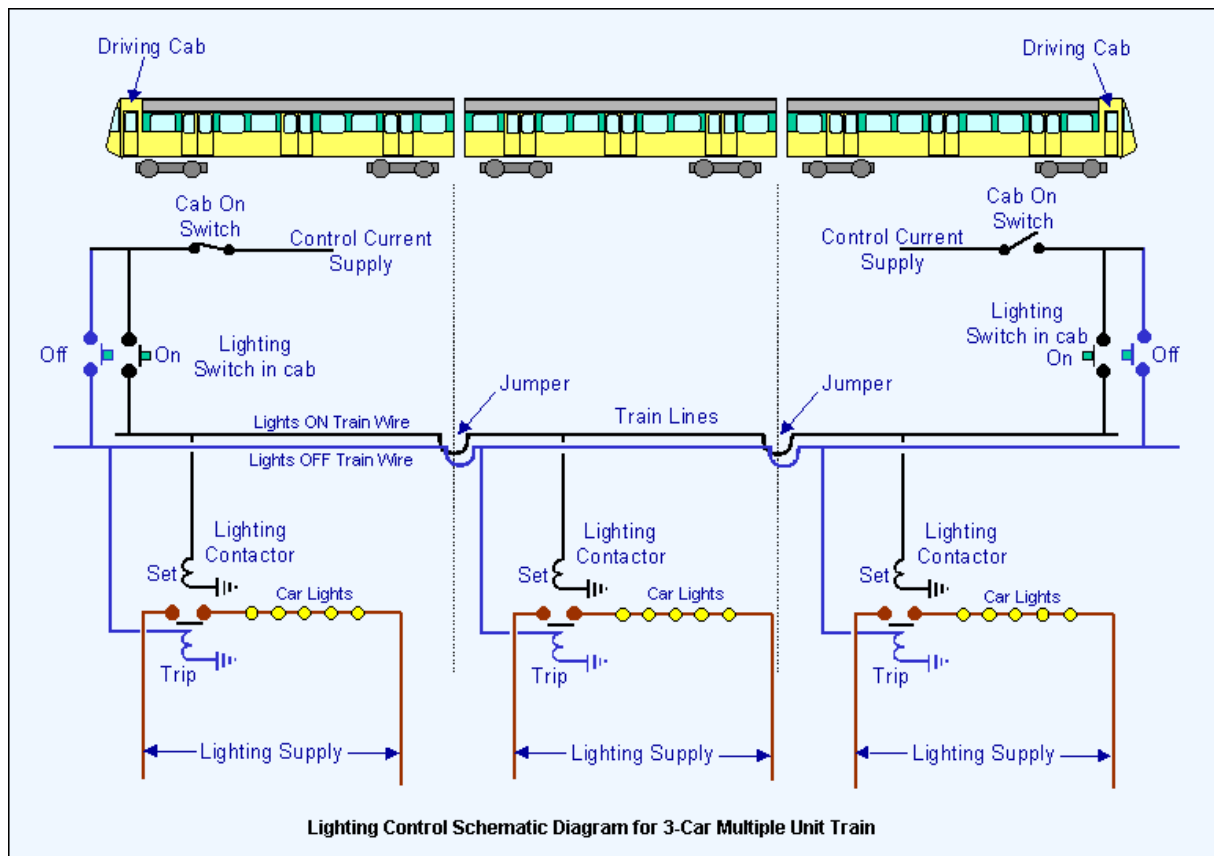 Driving Cab
Driving Cab
Cab On
Switch
Control Current
Supply
Cab On
Switch
Control Current
Supply
Off
On
Lighting
Switch in cab
Lighting
Switch in cab
On
Off
Jumper
Jumper
Lights ON Train Wire
Train Lines
Lights OFF Train Wire
Lighting
Contactor
Set
Car Lights
Trip
Lighting
Contactor
Set
Car Lights
Trip
Lighting
Contactor
Set
Car Lights
Trip
Lighting Supply
Lighting Supply
Lighting Supply
Lighting Control Schematic Diagram for 3-Car Multiple Unit Train